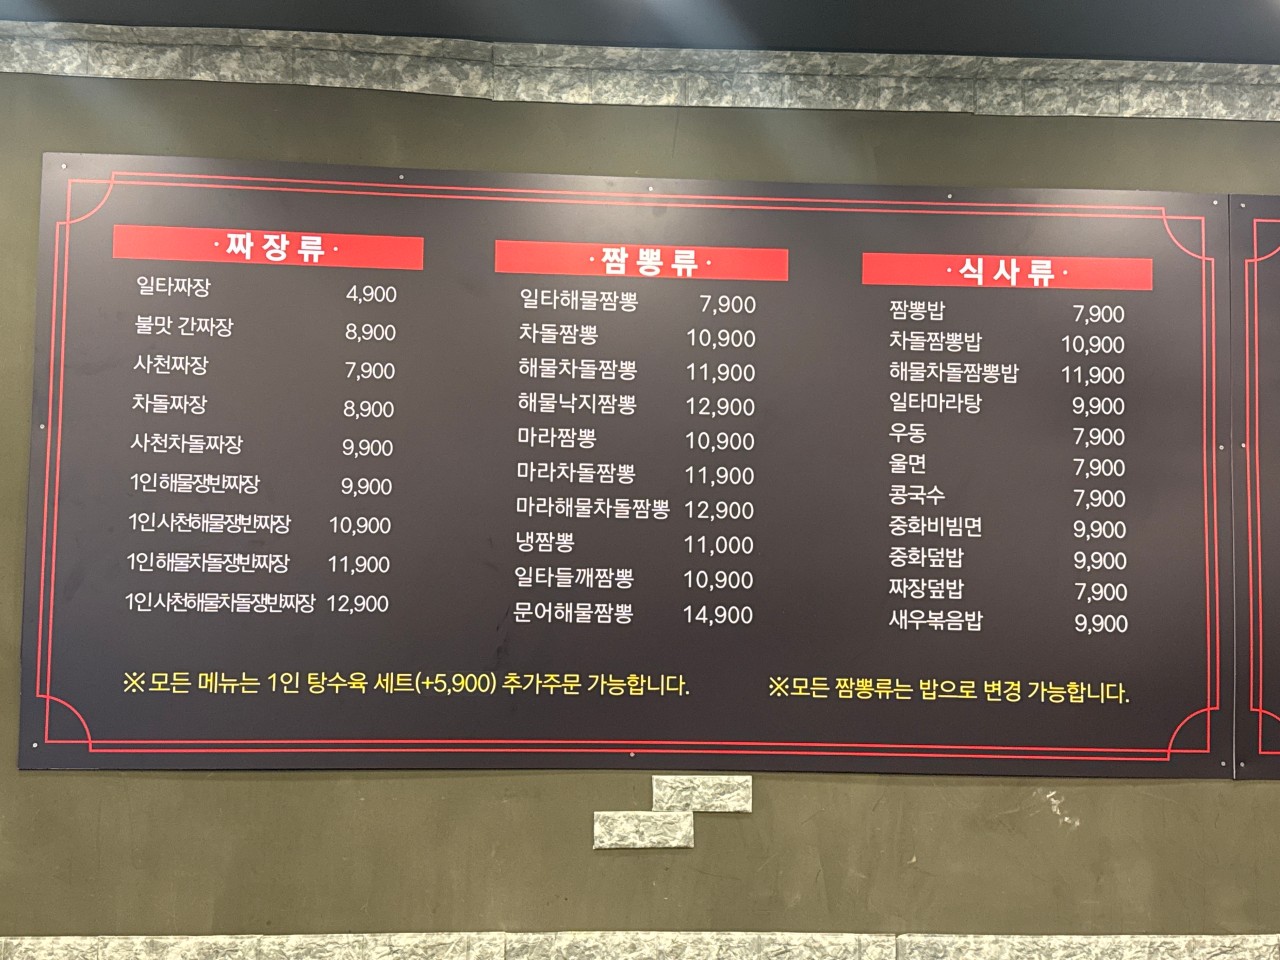 · 짜 장 류 ·
일타짜장 4,900
불맛 간짜장 8,900
사천짜장 7,900
차돌짜장 8,900
사천차돌짜장 9,900
1인해물쟁반짜장 9,900
1인사천해물쟁반짜장 10,900
1인해물차돌쟁반짜장 11,900
1인사천해물차돌쟁반짜장 12,900
· 짬 뽕 류 ·
일타해물짬뽕 7,900
차돌짬뽕 10,900
해물차돌짬뽕 11,900
해물낙지짬뽕 12,900
마라짬뽕 10,900
마라차돌짬뽕 11,900
마라해물차돌짬뽕 12,900
냉짬뽕 11,000
일타들깨짬뽕 10,900
문어해물짬뽕 14,900
· 식 사 류 ·
짬뽕밥 7,900
차돌짬뽕밥 10,900
해물차돌짬뽕밥 11,900
일타마라탕 9,900
우동 7,900
울면 7,900
콩국수 7,900
중화비빔면 9,900
중화덮밥 9,900
짜장덮밥 7,900
새우볶음밥 9,900
※ 모든 메뉴는 1인 탕수육 세트(+5,900) 추가주문 가능합니다.
※모든 짬뽕류는 밥으로 변경 가능합니다.